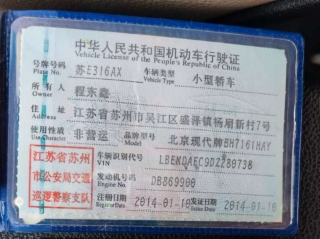 中华人民共和国机动车行驶证
Vehicle License of the People's Republic of China
号牌号码 苏E316AX 车辆类型 小型轿车
Plate No. Vehicle Type
所有人 程东鑫
Owner
住址 江苏省苏州市吴江区盛泽镇杨扇新村7号
Address
使用性质 非营运 品牌型号 北京现代牌BH7161HAY
Use Character Model
江苏省苏州 车辆识别代号 LBEHDAEC9DZ280738
VIN
市公安局交通 发动机号码 DB869900
Engine No.
巡逻警察支队 注册日期 2014-01-10 发证日期 2014-01-10
Register Date Issue Date